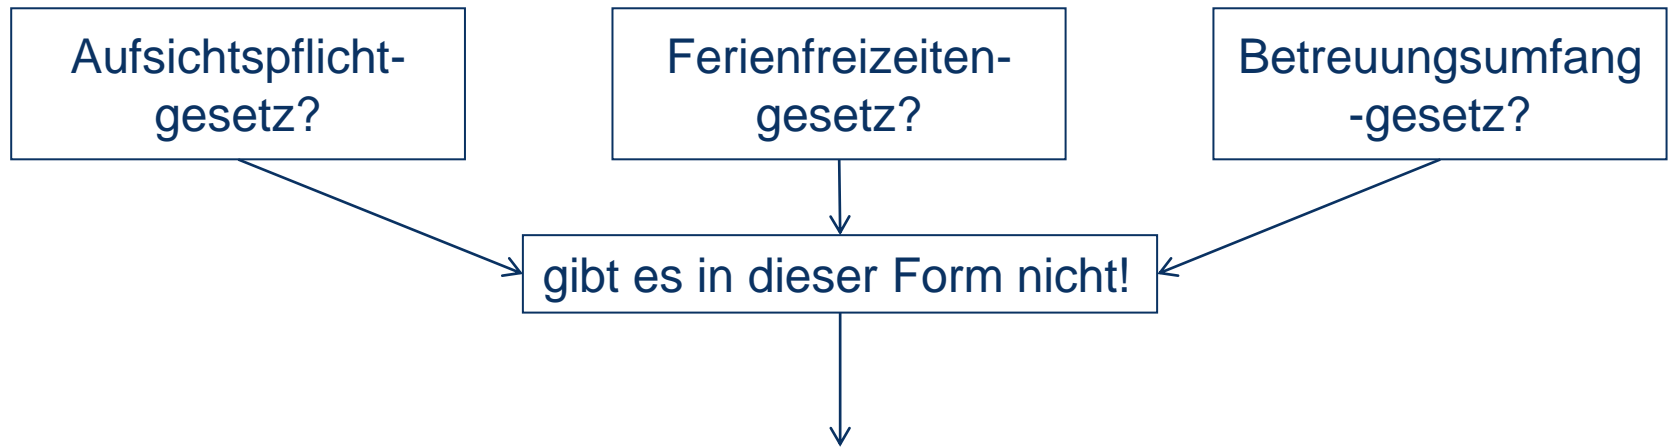 Aufsichtspflicht-
gesetz?
Ferienfreizeiten-
gesetz?
Betreuungsumfang
-gesetz?
gibt es in dieser Form nicht!